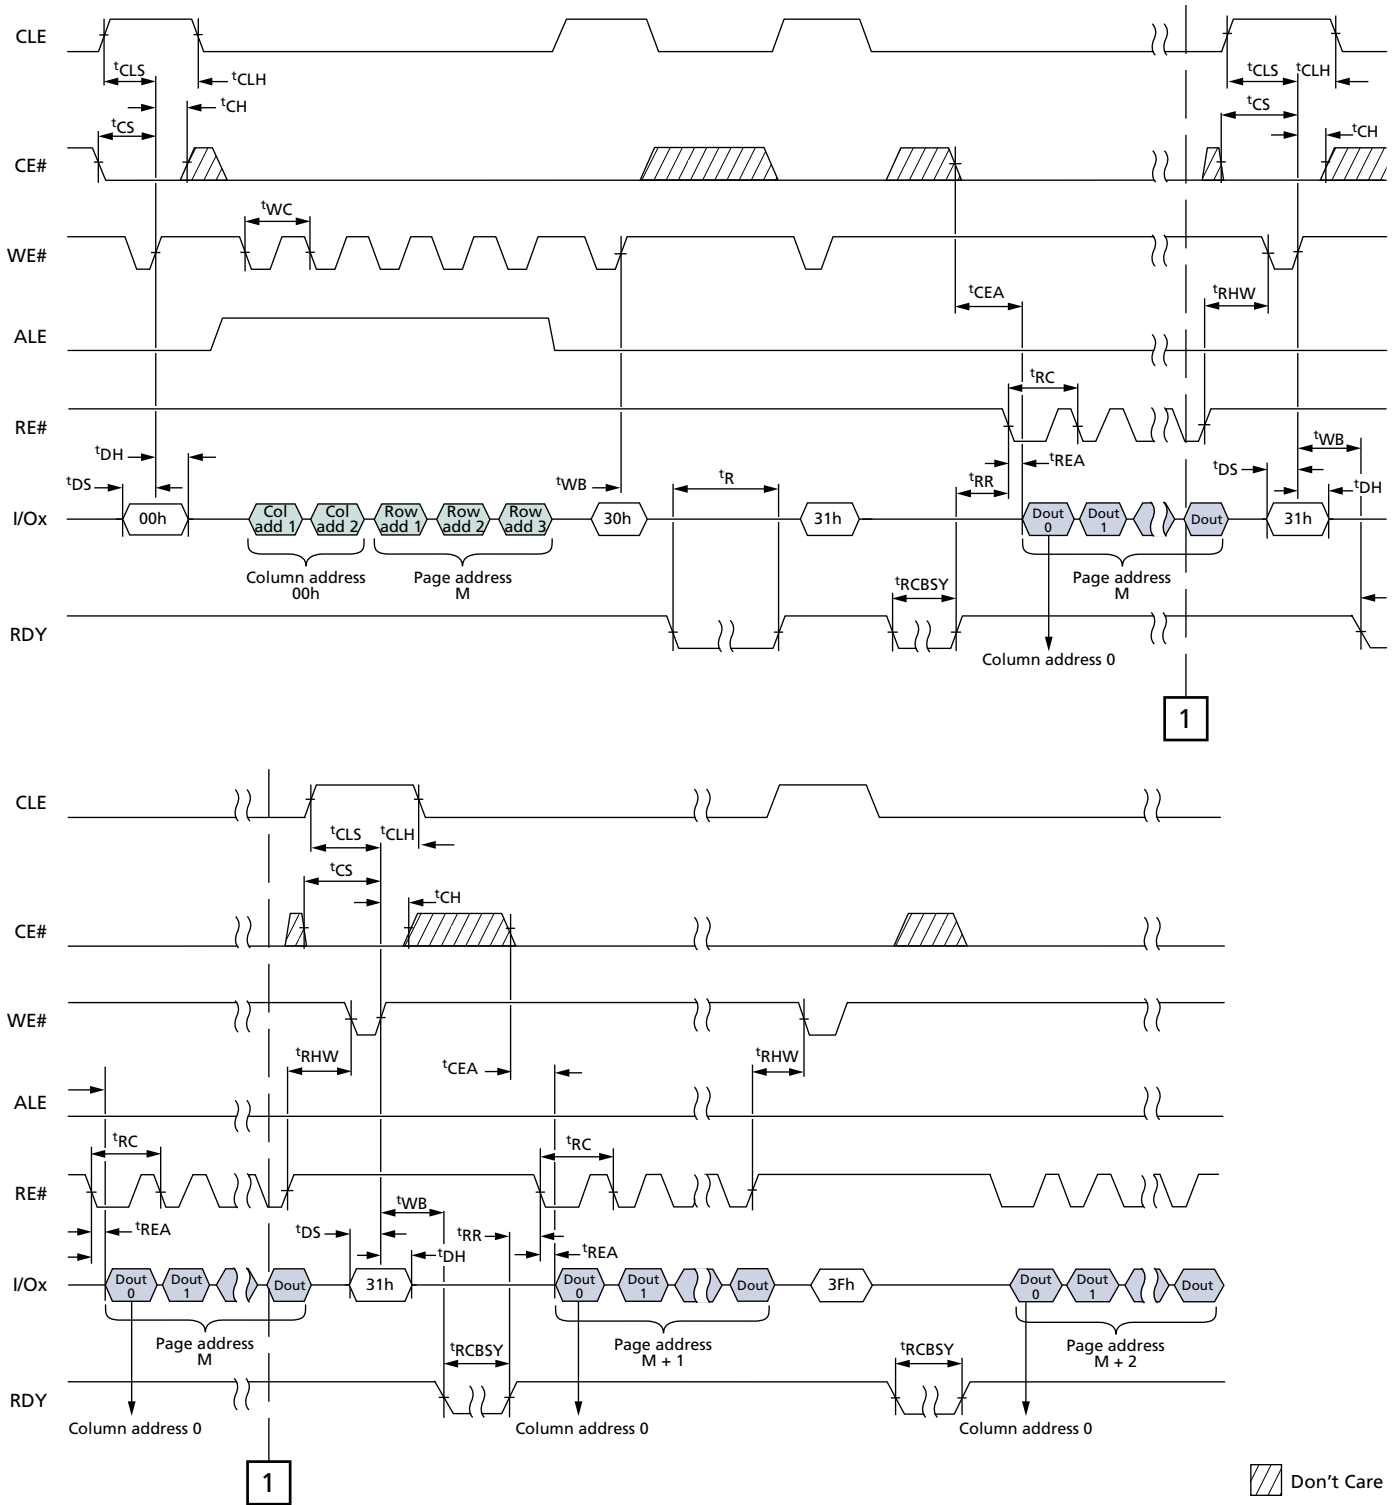 CLE
tCLS
tCLH
tCLS
tCLH
tCH
tCS
tCS
tCH
CE#
tWC
WE#
tCEA
tRHW
ALE
tRC
RE#
tDH
tREA
tWB
tDS
tWB
tR
tRR
tDS
tDH
I/Ox
00h
Col add 1
Col add 2
Row add 1
Row add 2
Row add 3
30h
31h
Dout 0
Dout 1
Dout
31h
Column address 00h
Page address M
Page address M
tRCBSY
RDY
Column address 0
1
CLE
tCLS
tCLH
tCS
tCH
CE#
WE#
tRHW
tCEA
tRHW
ALE
tRC
tRC
RE#
tREA
tWB
tDS
tRR
tDH
tREA
I/Ox
Dout 0
Dout 1
Dout
31h
Dout 0
Dout 1
Dout
3Fh
Dout 0
Dout 1
Dout
Page address M
Page address M + 1
Page address M + 2
tRCBSY
tRCBSY
RDY
Column address 0
Column address 0
Column address 0
1
Don't Care